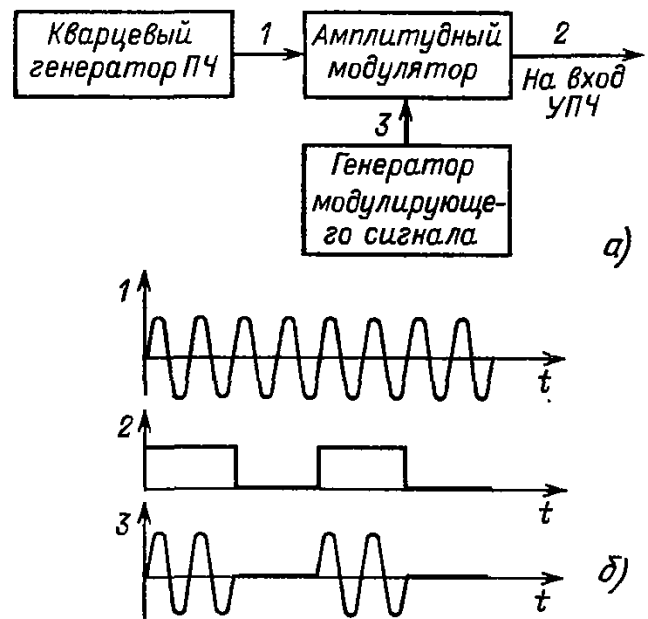 Кварцевый
генератор ПЧ
1
Амплитудный
модулятор
2
На вход
УПЧ
3
Генератор
модулирующе-
го сигнала
а)
1
t
2
t
3
t
б)